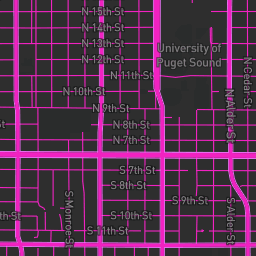 N 15th St
N 14th St
N 13th St
University of
Puget Sound
N 12th St
N 11th St
N Cedar St
N 10th St
N 9th St
N Alder St
N 8th St
N 7th St
S 7th St
S 8th St
S 9th St
S Monroe St
S Alder St
S 10th St
S 11th St